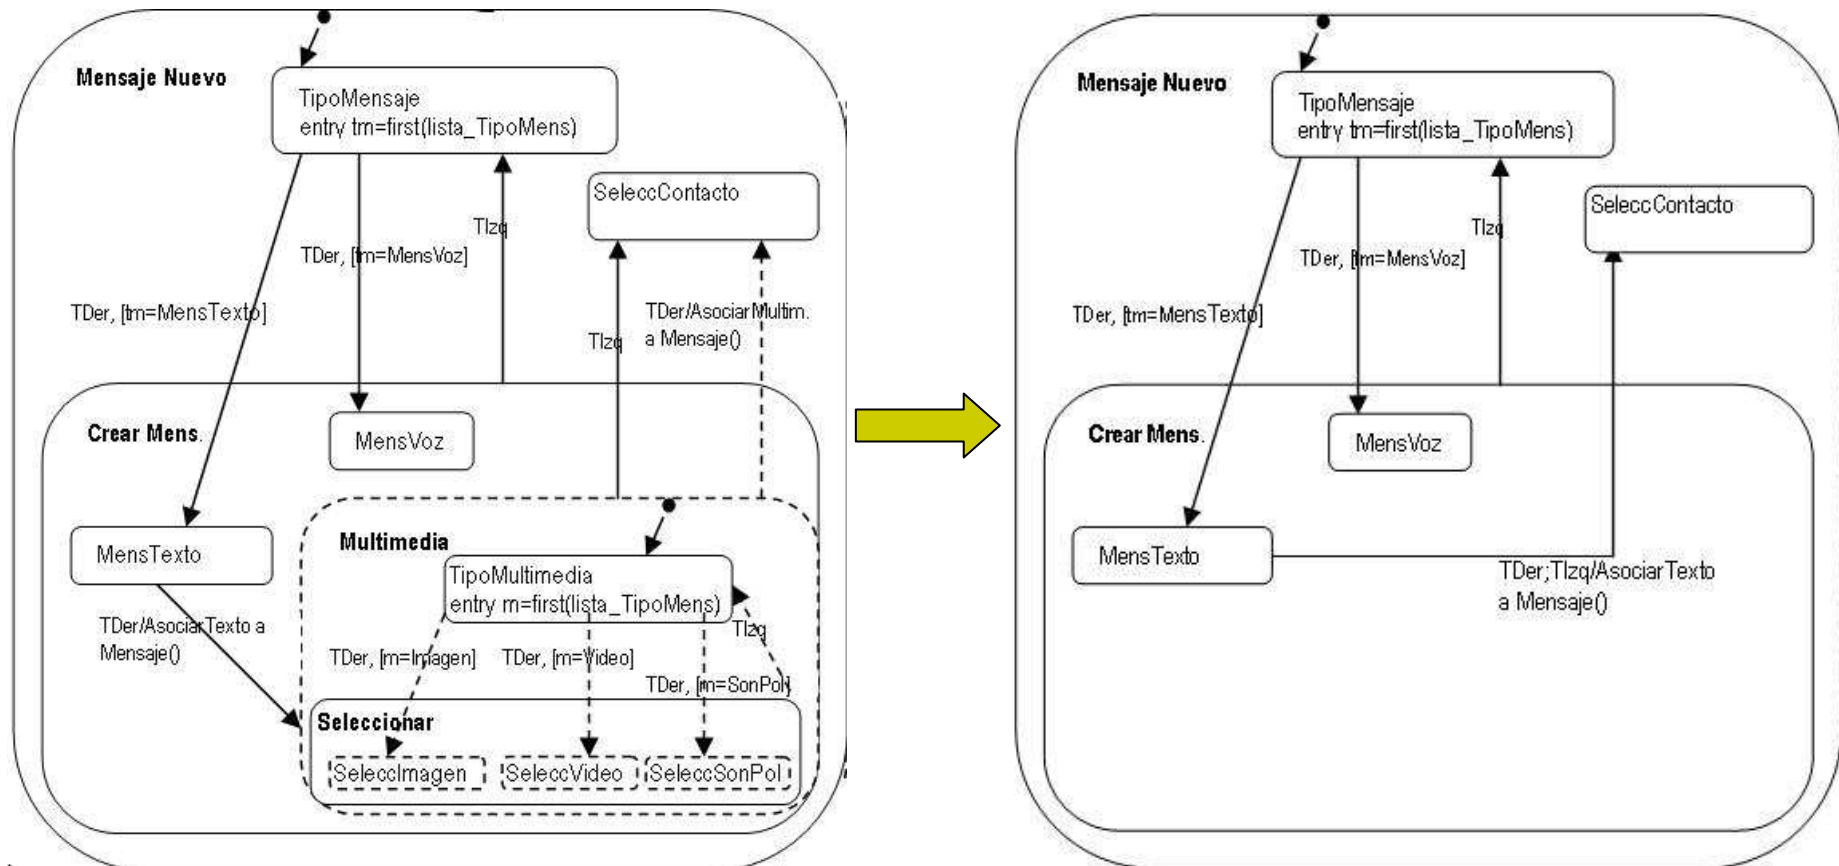 Mensaje Nuevo
TipoMensaje
entry tm=first(lista_TipoMens)
SeleccContacto
TIzq
TDer, [tm=MensVoz]
TDer, [tm=MensTexto]
TDer/AsociarMultim.
a Mensaje()
TIzq
Crear Mens.
MensVoz
MensTexto
Multimedia
TipoMultimedia
entry m=first(lista_TipoMens)
TDer/AsociarTexto a
Mensaje()
TIzq
TDer, [m=Imagen]
TDer, [m=Video]
TDer, [m=SonPol]
Seleccionar
SeleccImagen
SeleccVideo
SeleccSonPol
Mensaje Nuevo
TipoMensaje
entry tm=first(lista_TipoMens)
SeleccContacto
TIzq
TDer, [tm=MensVoz]
TDer, [tm=MensTexto]
Crear Mens.
MensVoz
MensTexto
TDer;TIzq/AsociarTexto
a Mensaje()